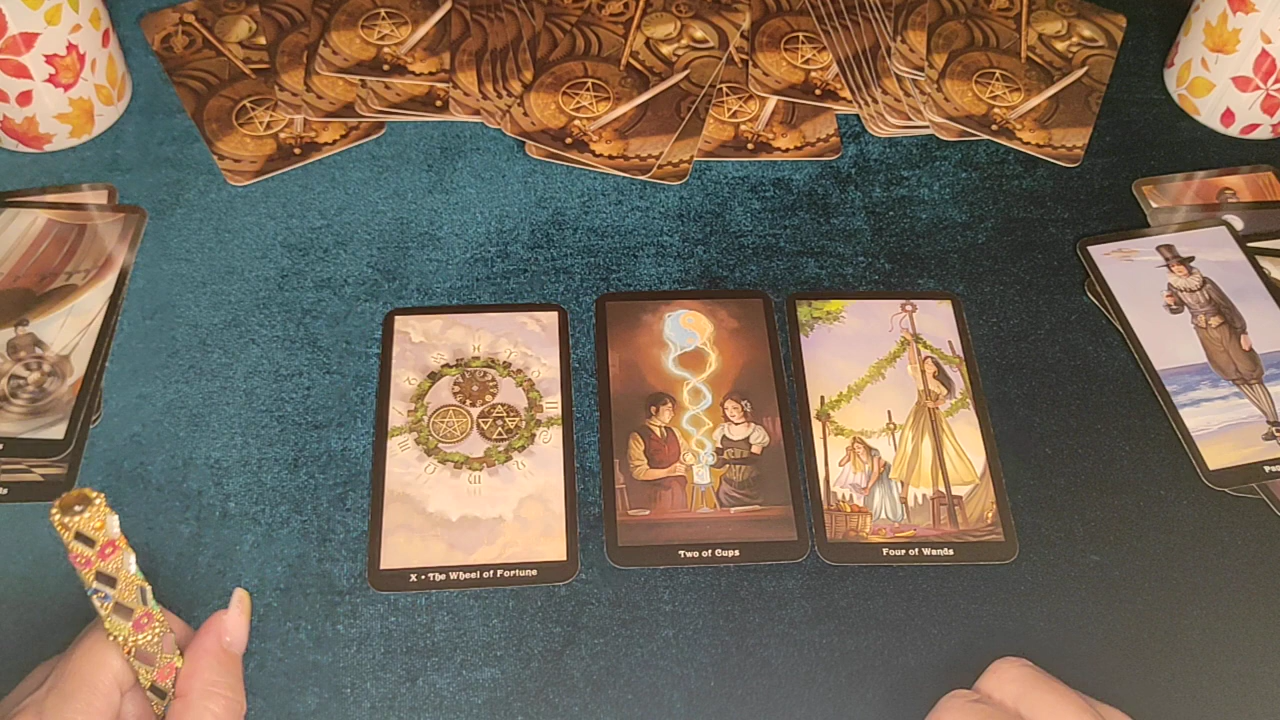 X • The Wheel of Fortune
Two of Cups
Four of Wands